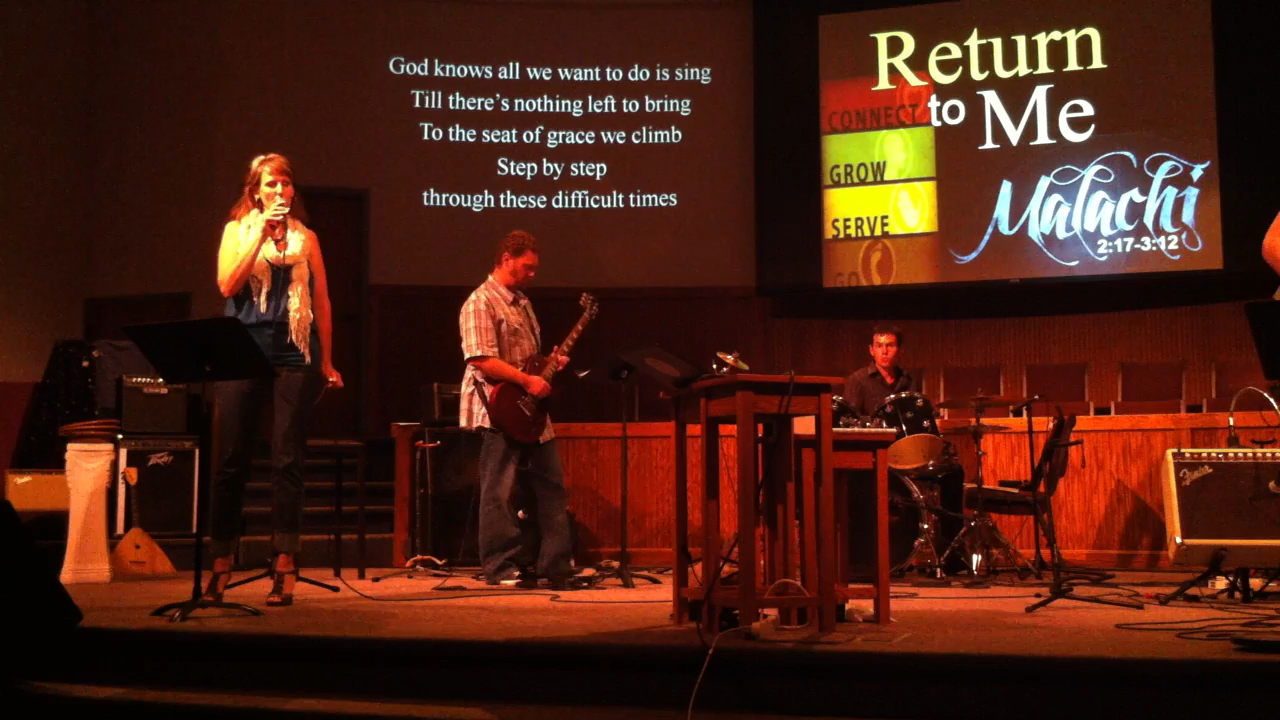 God knows all we want to do is sing
Till there's nothing left to bring
To the seat of grace we climb
Step by step
through these difficult times
Return
to Me
CONNECT
GROW
SERVE
GO
Malachi
2:17-3:12
Peavey
Fender